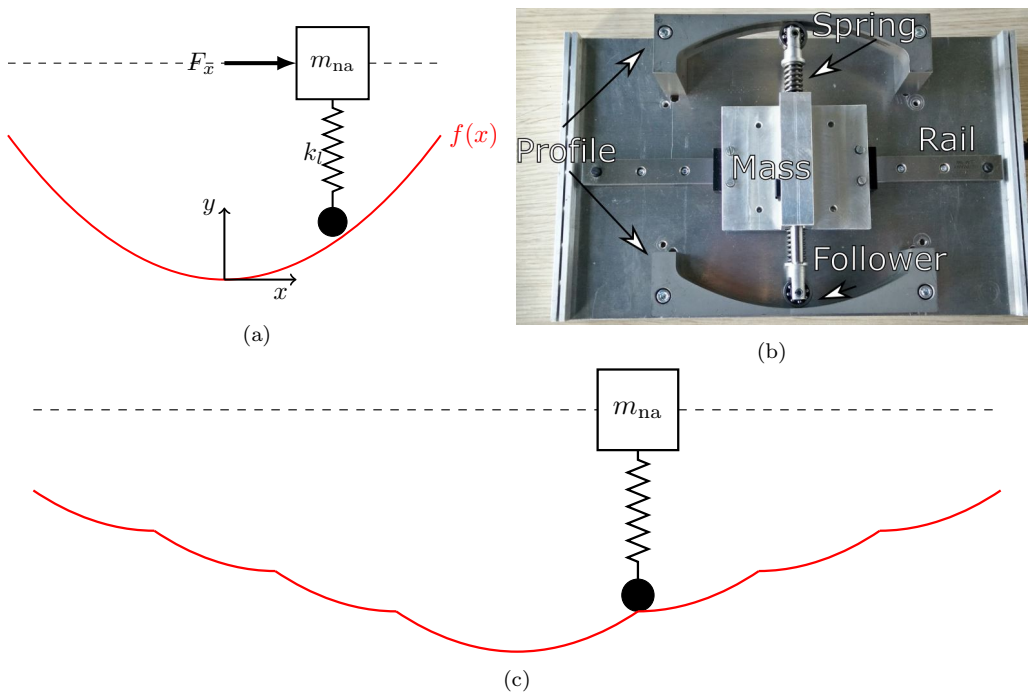 F_x̄
m_na
k_l
f(x)
y
x
(a)
Spring
Profile
Mass
Rail
Follower
(b)
m_na
(c)